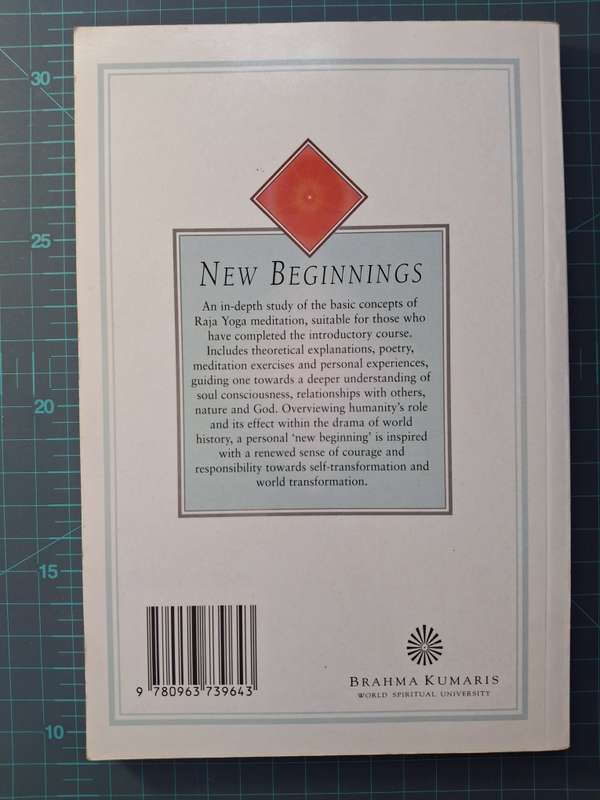 30
25
20
15
10
NEW BEGINNINGS
An in-depth study of the basic concepts of
Raja Yoga meditation, suitable for those who
have completed the introductory course.
Includes theoretical explanations, poetry,
meditation exercises and personal experiences,
guiding one towards a deeper understanding of
soul consciousness, relationships with others,
nature and God. Overviewing humanity's role
and its effect within the drama of world
history, a personal 'new beginning' is inspired
with a renewed sense of courage and
responsibility towards self-transformation and
world transformation.
9 780963 739643
BRAHMA KUMARIS
WORLD SPIRITUAL UNIVERSITY